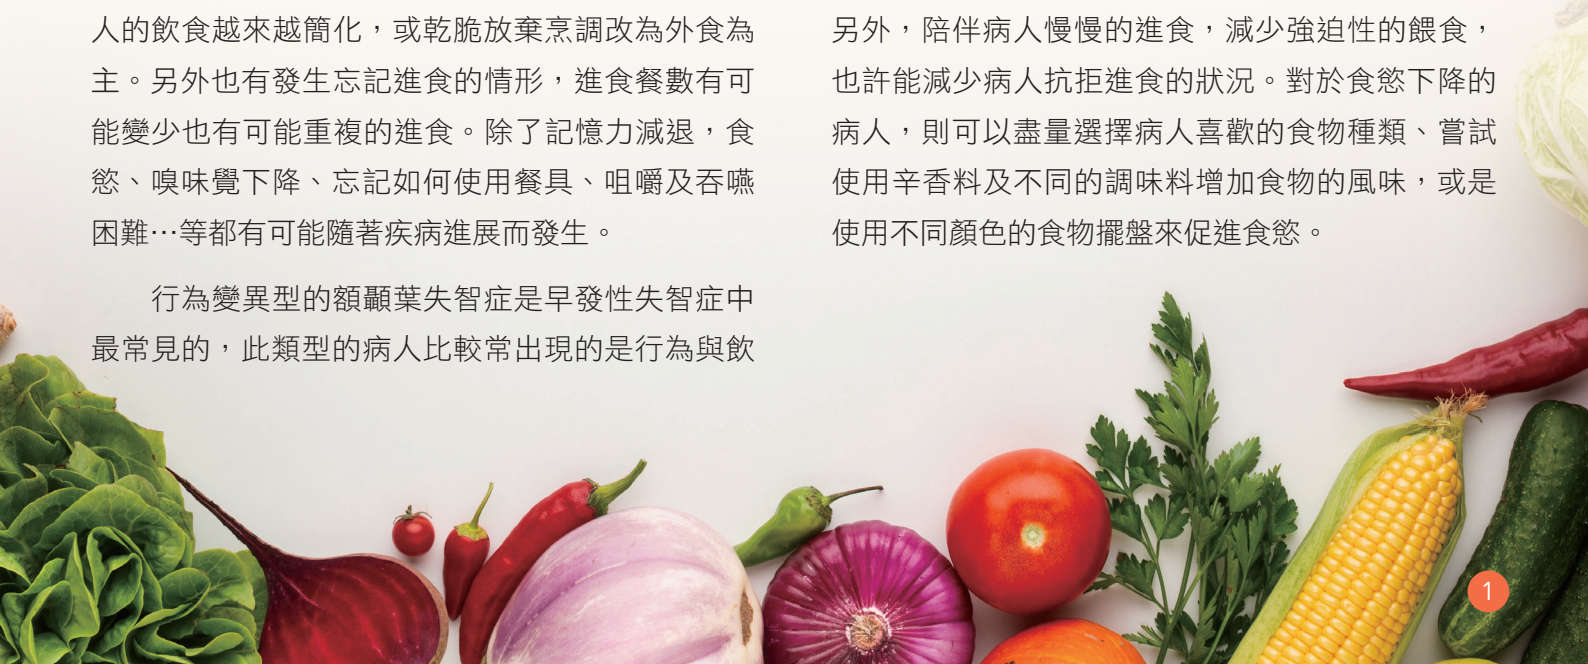 人的飲食越來越簡化，或乾脆放棄烹調改為外食為
主。另外也有發生忘記進食的情形，進食餐數有可
能變少也有可能重複的進食。除了記憶力減退，食
慾、嗅味覺下降、忘記如何使用餐具、咀嚼及吞嚥
困難…等都有可能隨著疾病進展而發生。
行為變異型的額顳葉失智症是早發性失智症中
最常見的，此類型的病人比較常出現的是行為與飲
另外，陪伴病人慢慢的進食，減少強迫性的餵食，
也許能減少病人抗拒進食的狀況。對於食慾下降的
病人，則可以盡量選擇病人喜歡的食物種類、嘗試
使用辛香料及不同的調味料增加食物的風味，或是
使用不同顏色的食物擺盤來促進食慾。
1